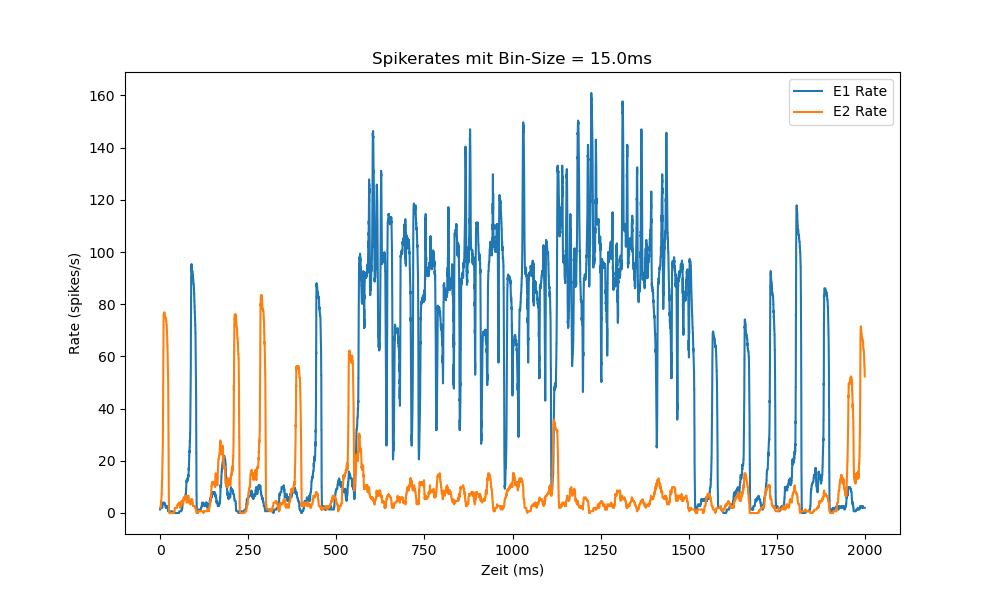 Spikerates mit Bin-Size = 15.0ms
E1 Rate
E2 Rate
Rate (spikes/s)
160
140
120
100
80
60
40
20
0
0 250 500 750 1000 1250 1500 1750 2000
Zeit (ms)